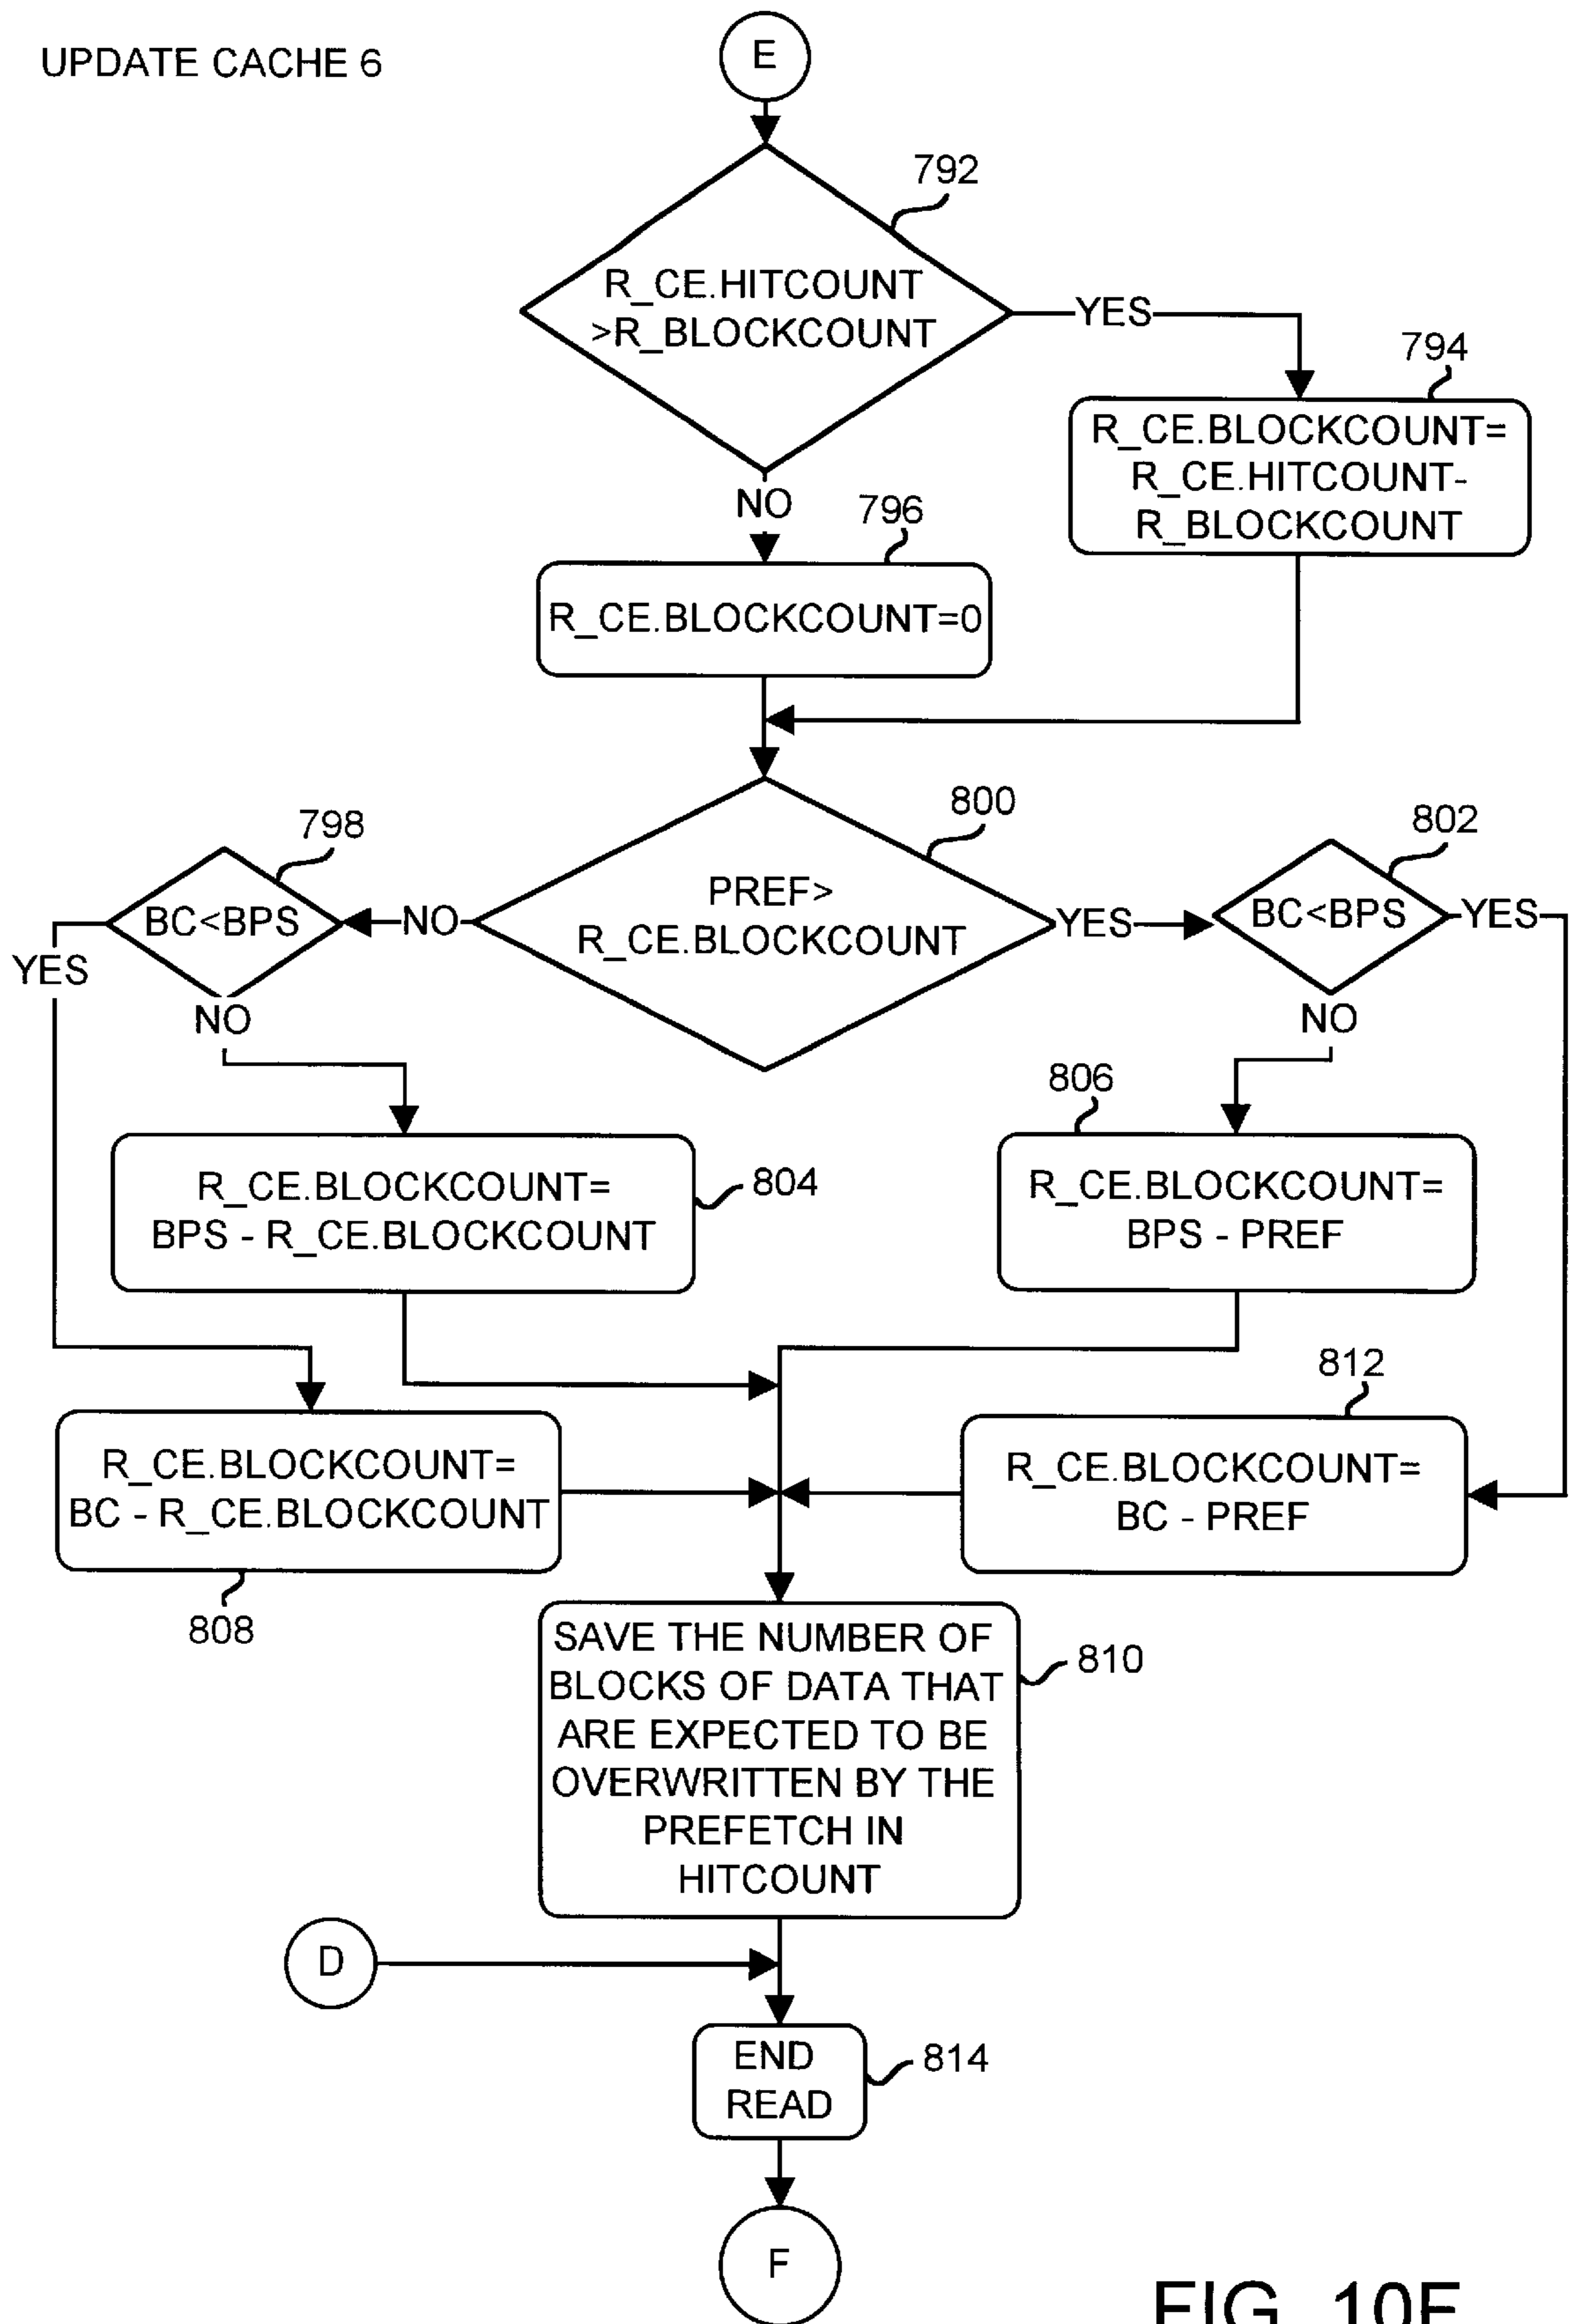 UPDATE CACHE 6
E
792
R_CE.HITCOUNT
>R_BLOCKCOUNT
YES
794
R_CE.BLOCKCOUNT=
R_CE.HITCOUNT-
R_BLOCKCOUNT
NO
796
R_CE.BLOCKCOUNT=0
798
800
802
BC<BPS
NO
PREF>
R_CE.BLOCKCOUNT
YES
BC<BPS
YES
YES
NO
NO
806
R_CE.BLOCKCOUNT=
BPS - R_CE.BLOCKCOUNT
804
R_CE.BLOCKCOUNT=
BPS - PREF
812
R_CE.BLOCKCOUNT=
BC - R_CE.BLOCKCOUNT
R_CE.BLOCKCOUNT=
BC - PREF
808
SAVE THE NUMBER OF
BLOCKS OF DATA THAT
ARE EXPECTED TO BE
OVERWRITTEN BY THE
PREFETCH IN
HITCOUNT
810
D
END
READ
814
F
FIG